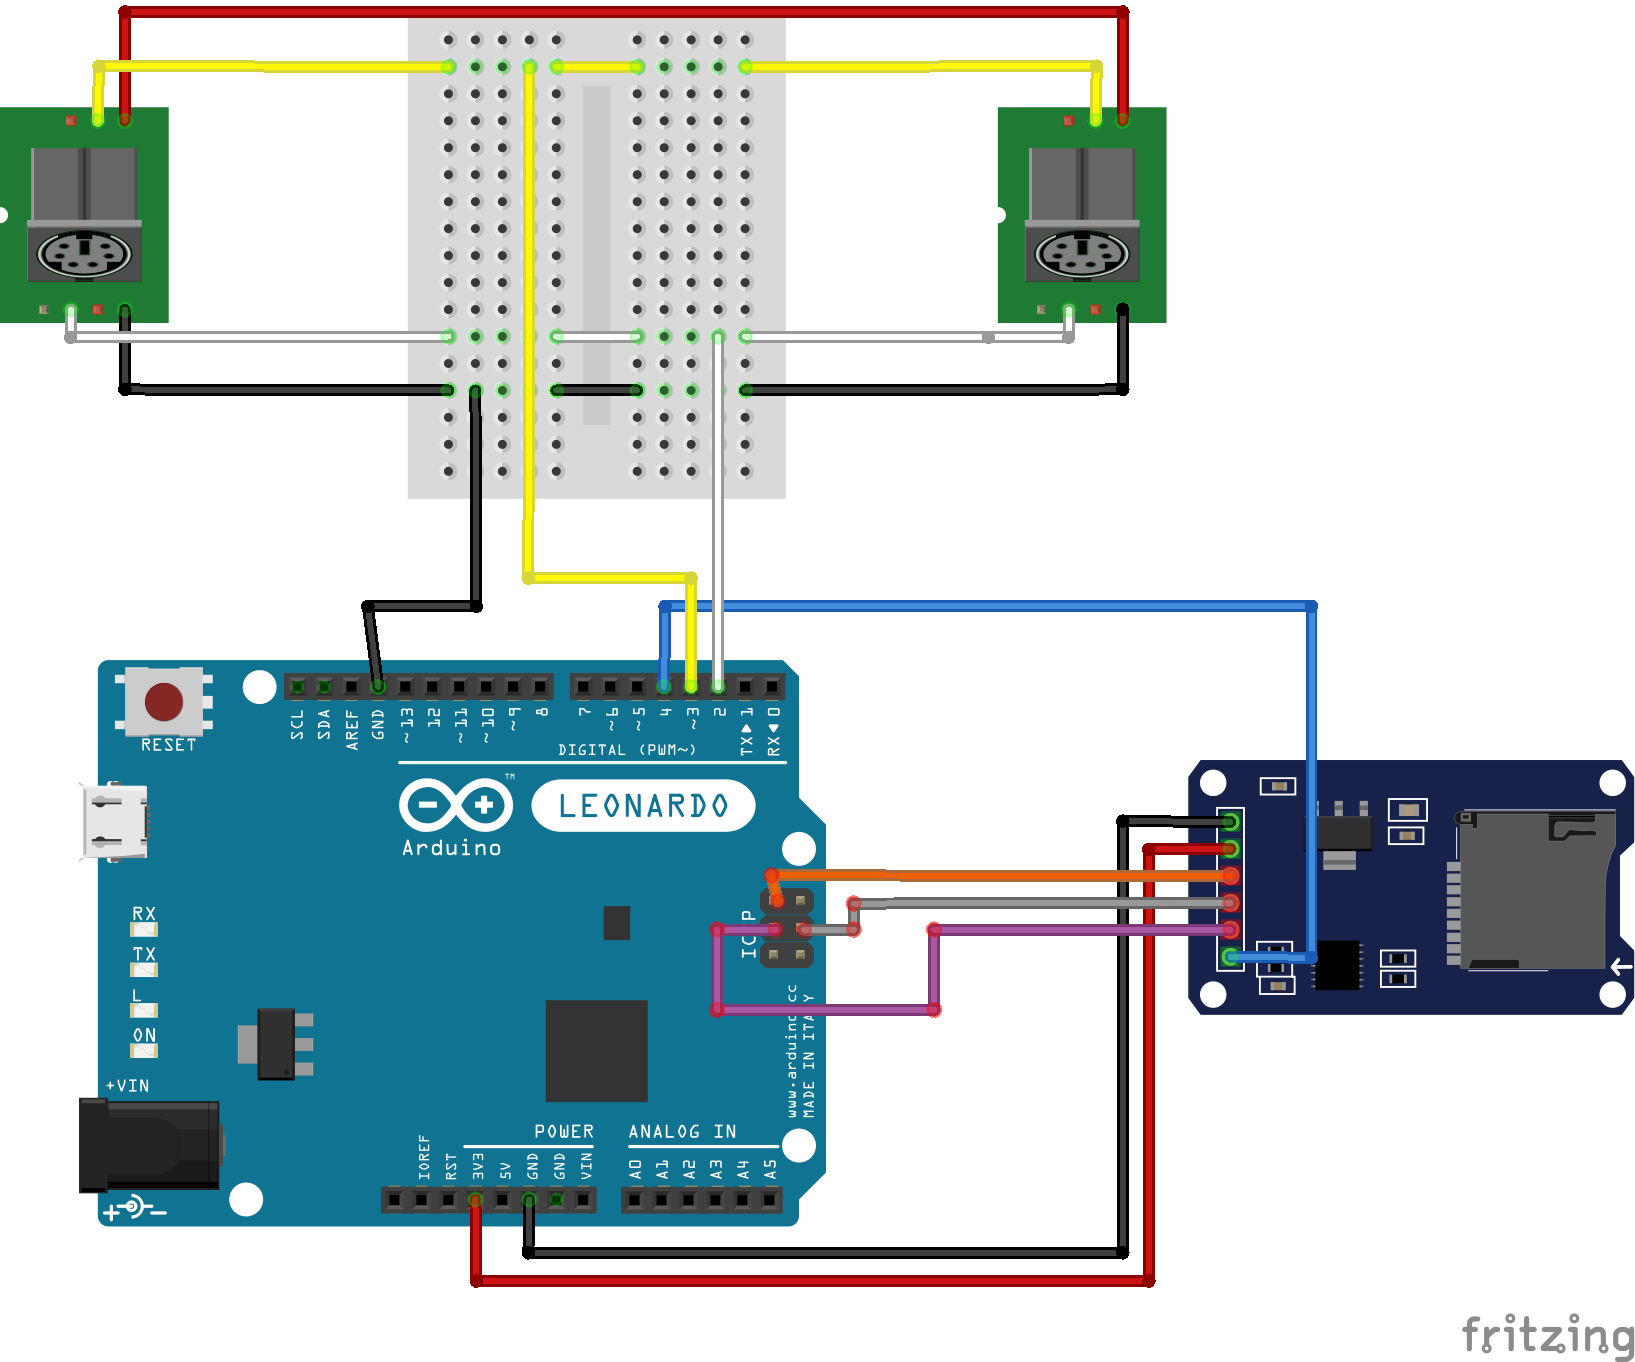 RESET
SCL
SDA
AREF
GND
~13
12
~11
~10
~9
8
7
~6
~5
4
~3
2
TX▶ 1
RX◀ 0
DIGITAL (PWM~)
TM
LEONARDO
Arduino
RX
TX
L
ON
ICSP
www.arduino.cc
MADE IN ITALY
+VIN
POWER
ANALOG IN
IOREF
RST
3V3
5V
GND
GND
VIN
A0
A1
A2
A3
A4
A5
fritzing